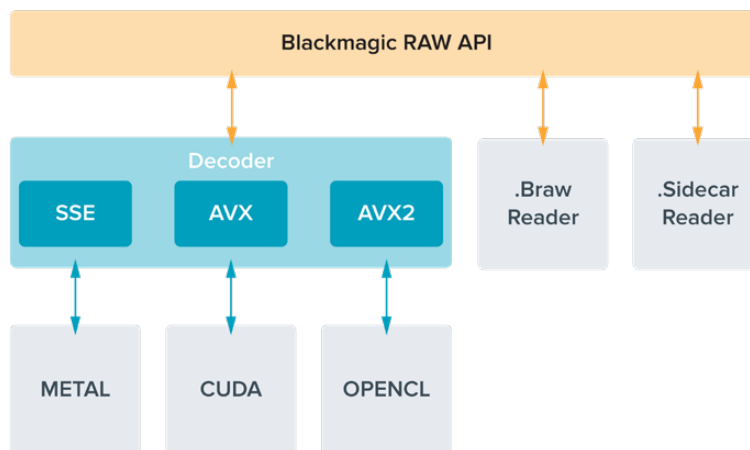 Blackmagic RAW API
Decoder
SSE
AVX
AVX2
.Braw
Reader
.Sidecar
Reader
METAL
CUDA
OPENCL